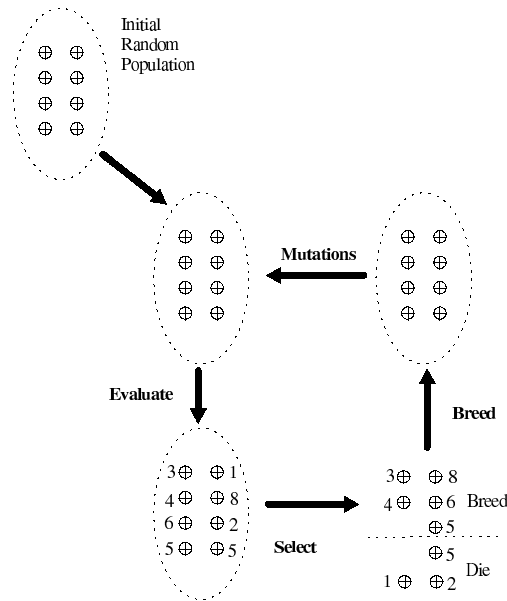 Initial
Random
Population
Mutations
Evaluate
Breed
3 1
4 8
6 2
5 5
Select
3 8
4 6 Breed
5
5
Die
1 2